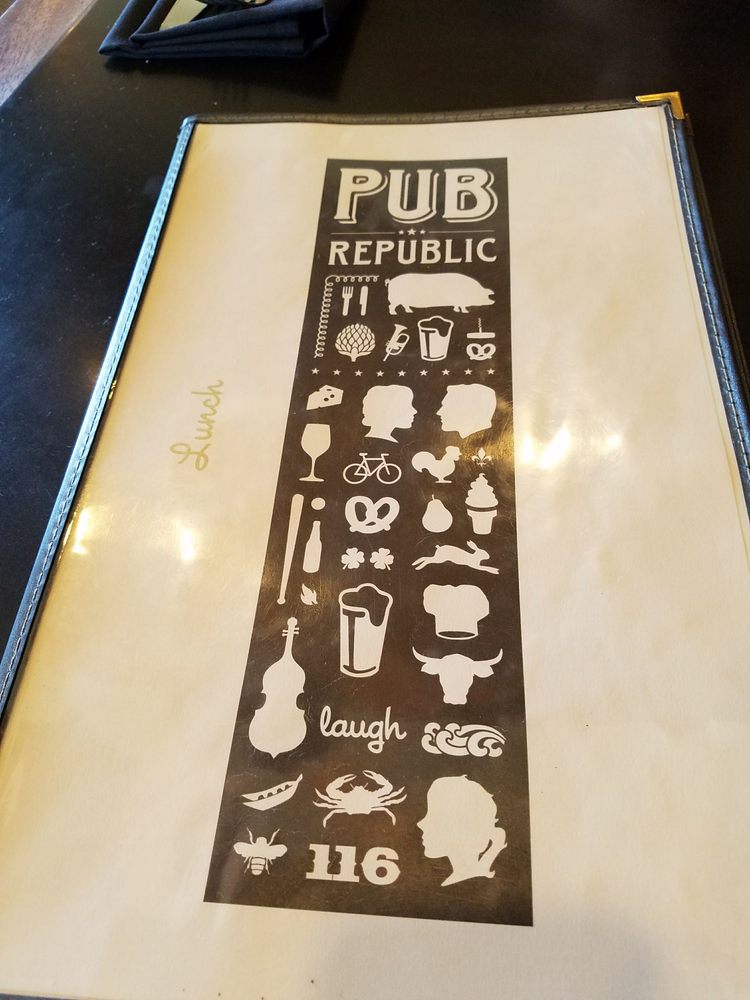 PUB
REPUBLIC
Lunch
laugh
116